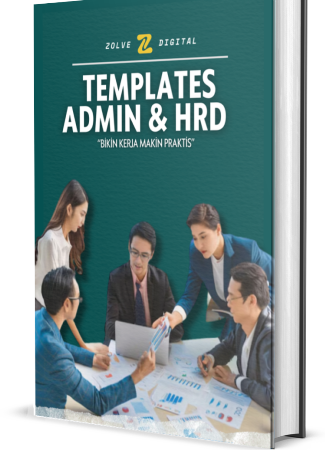 ZOLVE Z DIGITAL
TEMPLATES
ADMIN & HRD
"BIKIN KERJA MAKIN PRAKTIS"